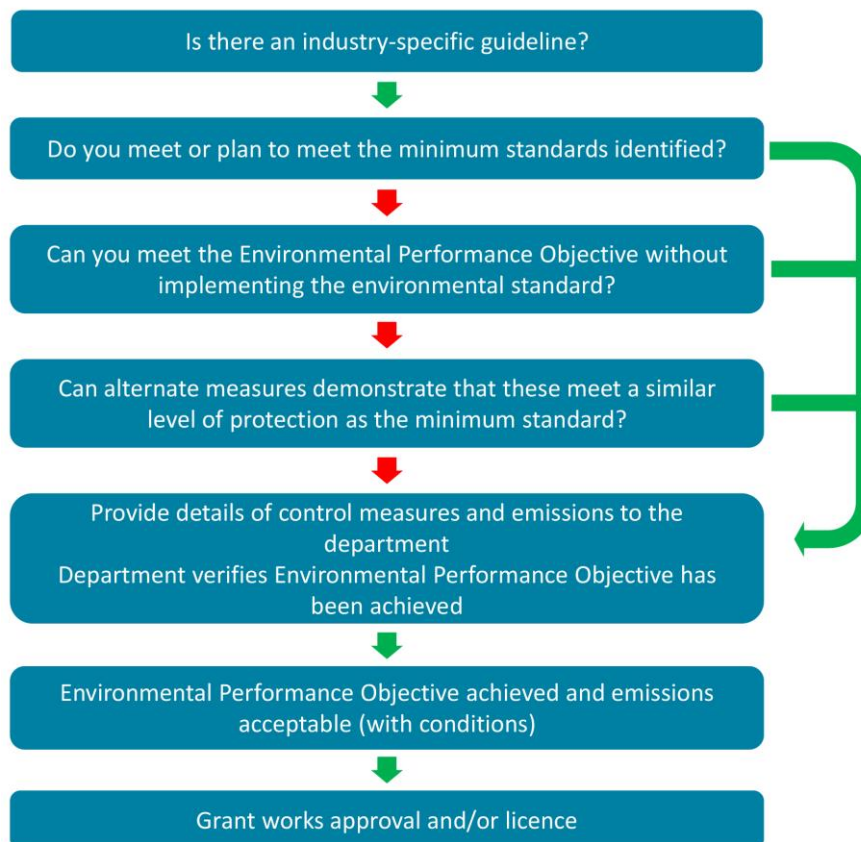 Is there an industry-specific guideline?
Do you meet or plan to meet the minimum standards identified?
Can you meet the Environmental Performance Objective without
implementing the environmental standard?
Can alternate measures demonstrate that these meet a similar
level of protection as the minimum standard?
Provide details of control measures and emissions to the
department
Department verifies Environmental Performance Objective has
been achieved
Environmental Performance Objective achieved and emissions
acceptable (with conditions)
Grant works approval and/or licence